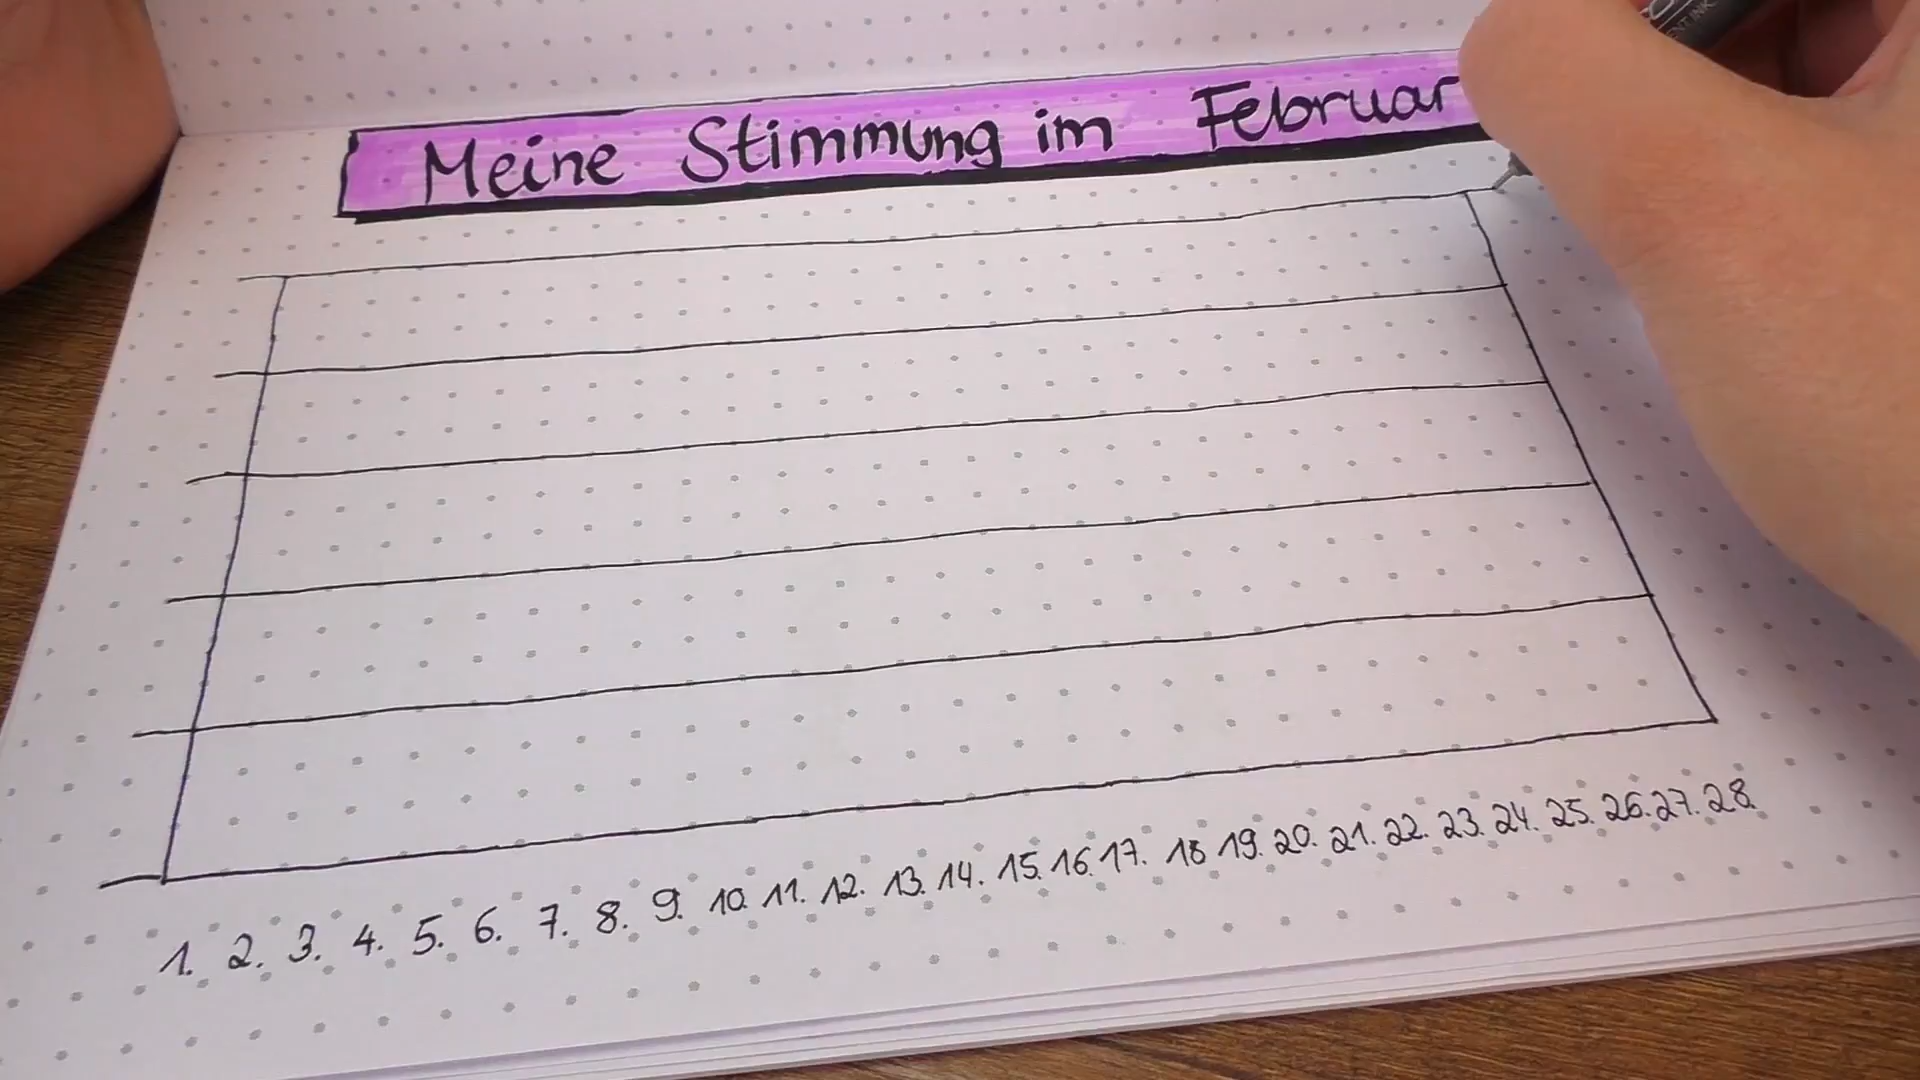 Meine Stimmung im Februar
1. 2. 3. 4. 5. 6. 7. 8. 9. 10. 11. 12. 13. 14. 15. 16. 17. 18 19. 20. 21. 22. 23. 24. 25. 26. 27. 28.